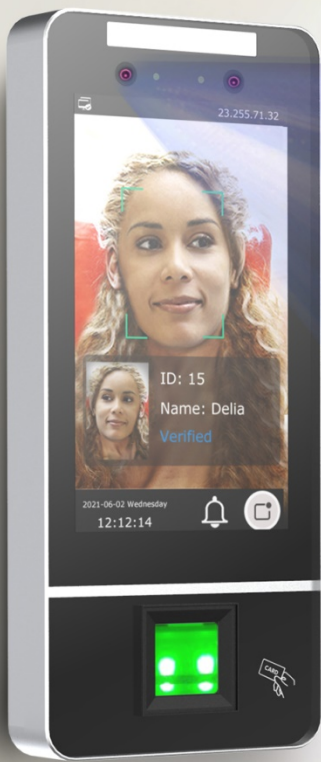 23.255.71.32
ID: 15
Name: Delia
Verified
2021-06-02 Wednesday
12:12:14
CARD